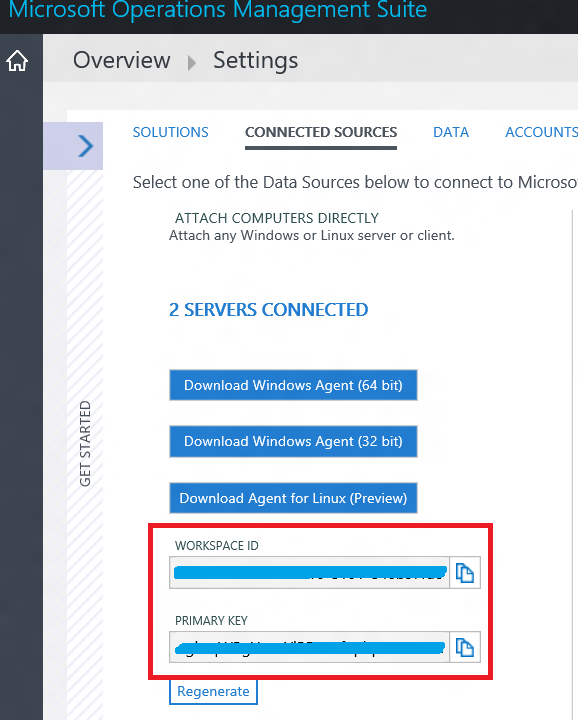 Microsoft Operations Management Suite
Overview Settings
SOLUTIONS CONNECTED SOURCES DATA ACCOUNTS
Select one of the Data Sources below to connect to
ATTACH COMPUTERS DIRECTLY
Attach any Windows or Linux server or client.
2 SERVERS CONNECTED
Download Windows Agent (64 bit)
Download Windows Agent (32 bit)
GET STARTED
Download Agent for Linux (Preview)
WORKSPACE ID
PRIMARY KEY
Regenerate